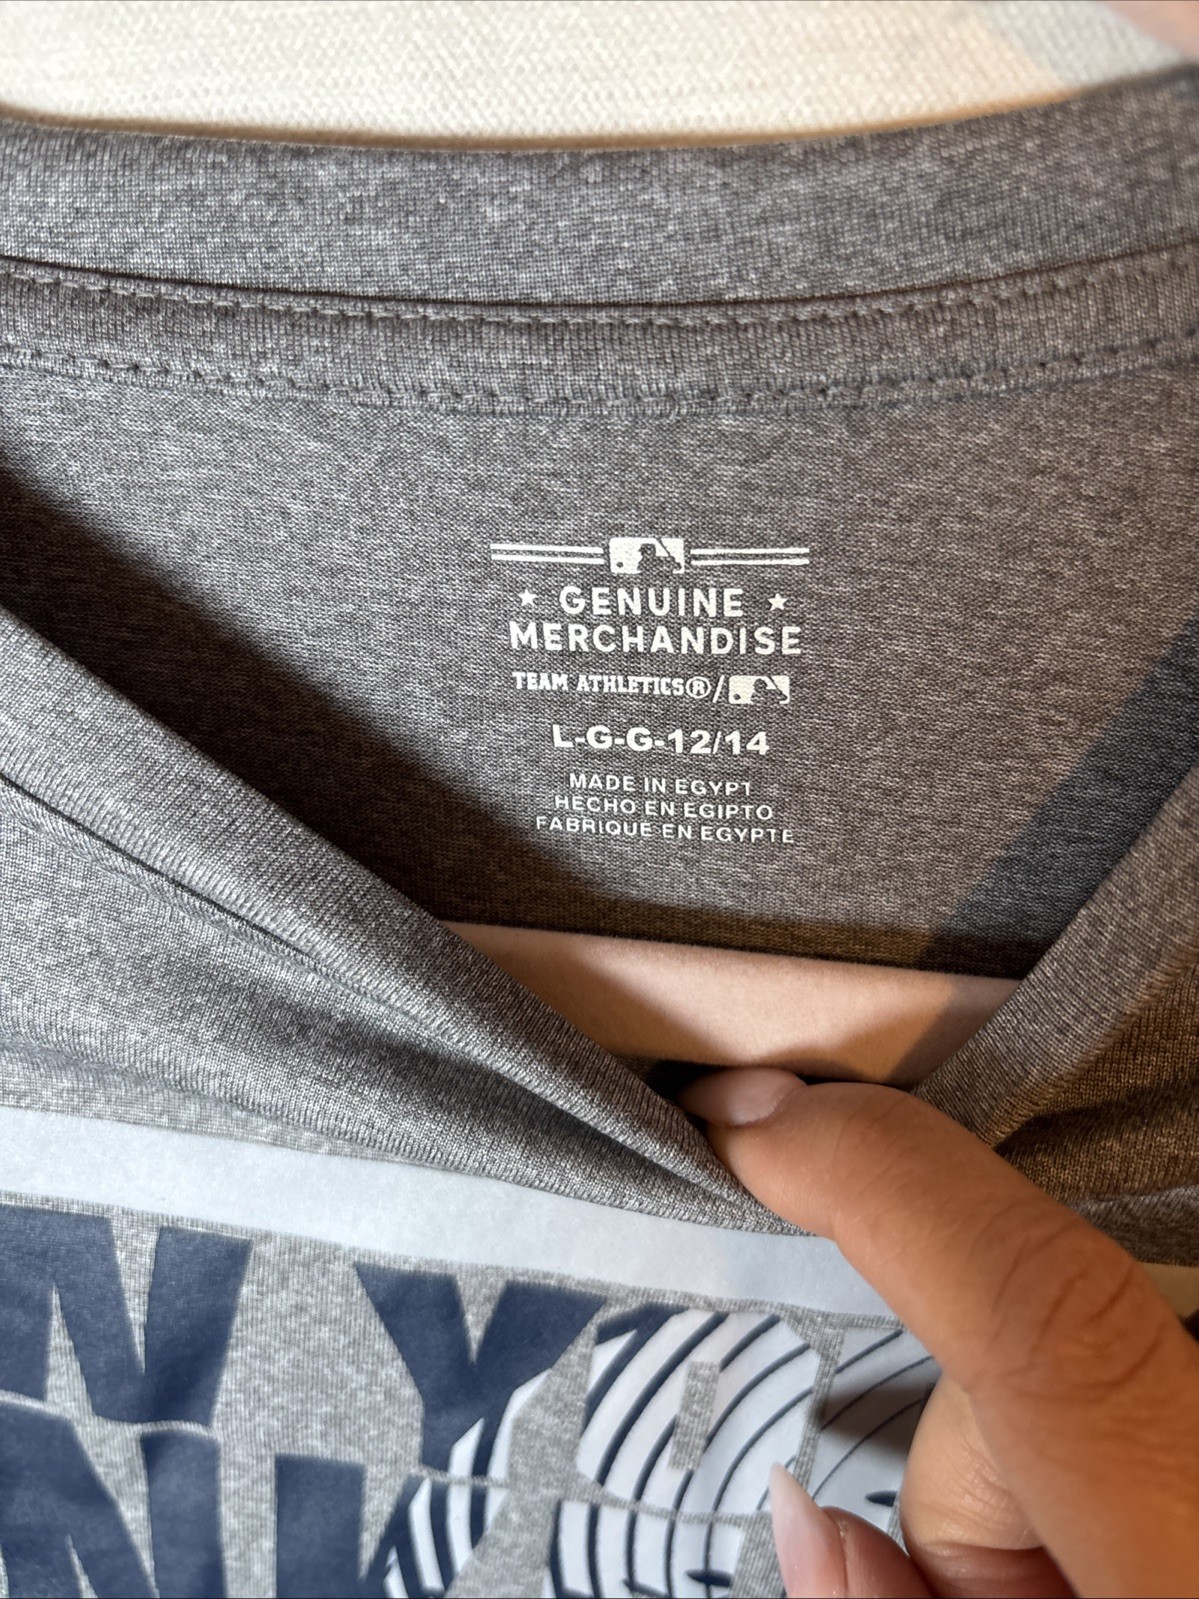 ★ GENUINE ★
MERCHANDISE
TEAM ATHLETICS®/
L-G-G-12/14
MADE IN EGYPT
HECHO EN EGIPTO
FABRIQUE EN EGYPTE